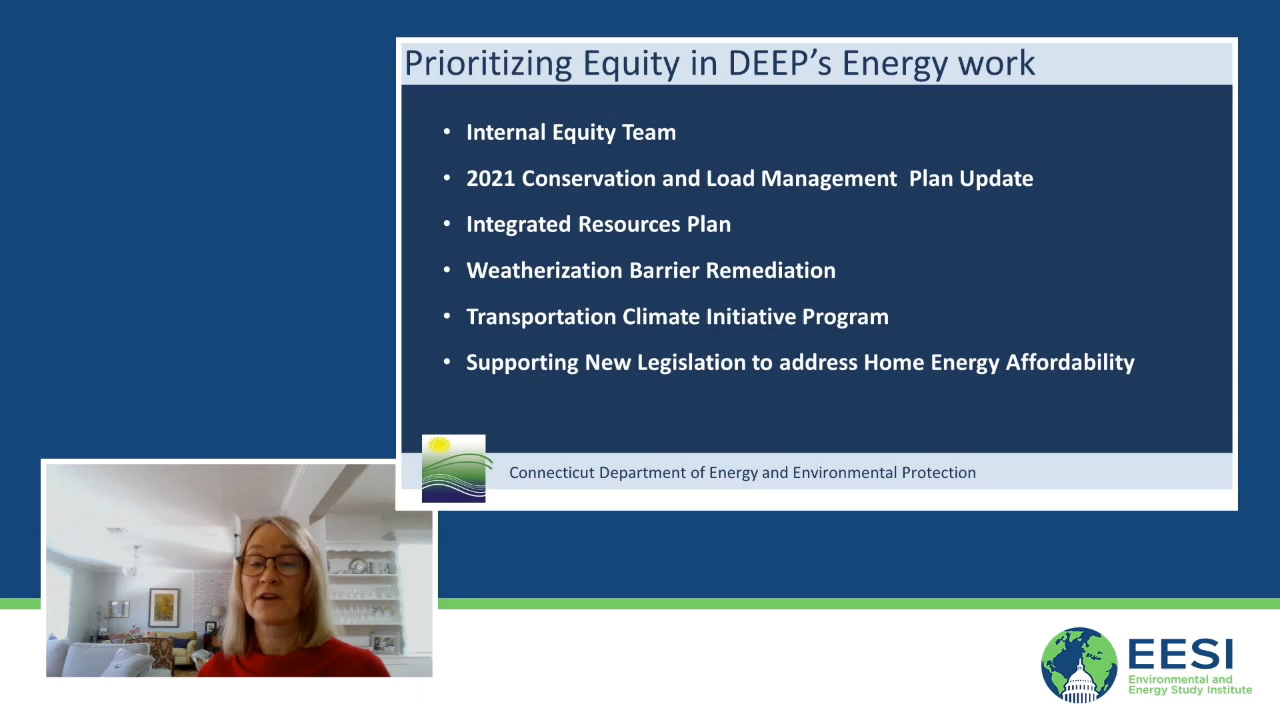 Prioritizing Equity in DEEP's Energy work
• Internal Equity Team
• 2021 Conservation and Load Management  Plan Update
• Integrated Resources Plan
• Weatherization Barrier Remediation
• Transportation Climate Initiative Program
• Supporting New Legislation to address Home Energy Affordability
Connecticut Department of Energy and Environmental Protection
EESI
Environmental and
Energy Study Institute